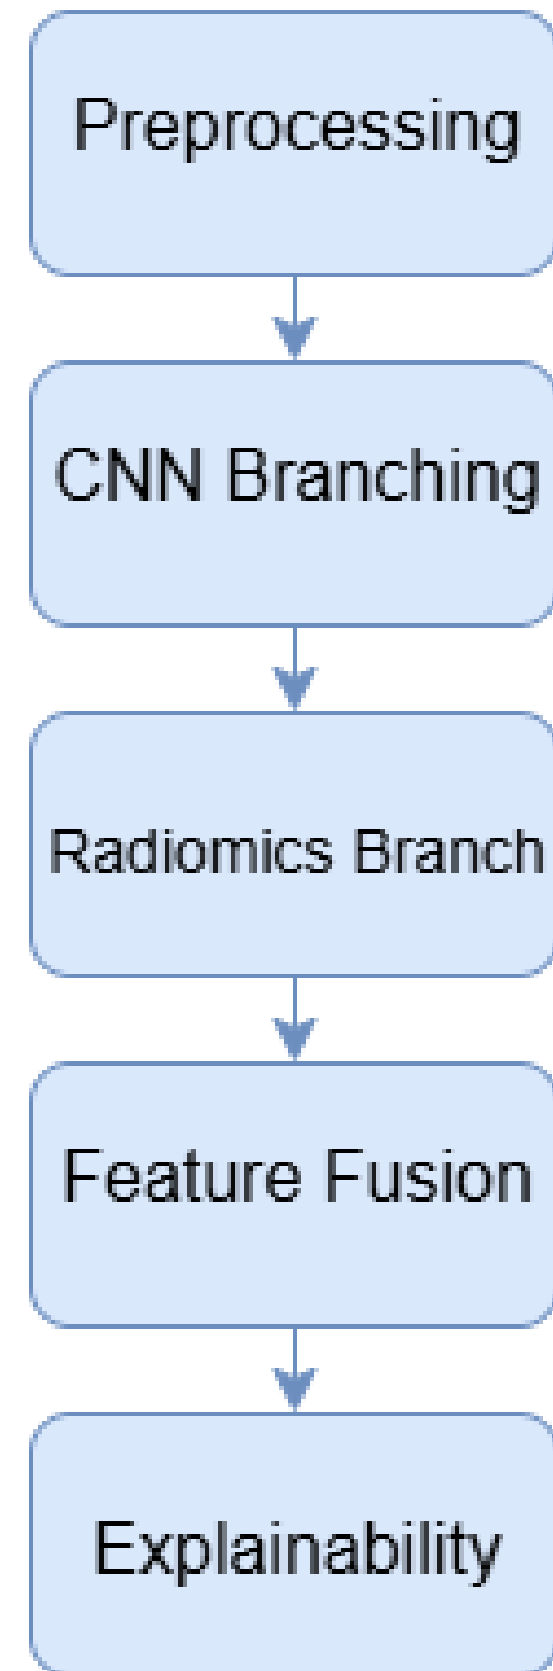 Preprocessing
CNN Branching
Radiomics Branch
Feature Fusion
Explainability